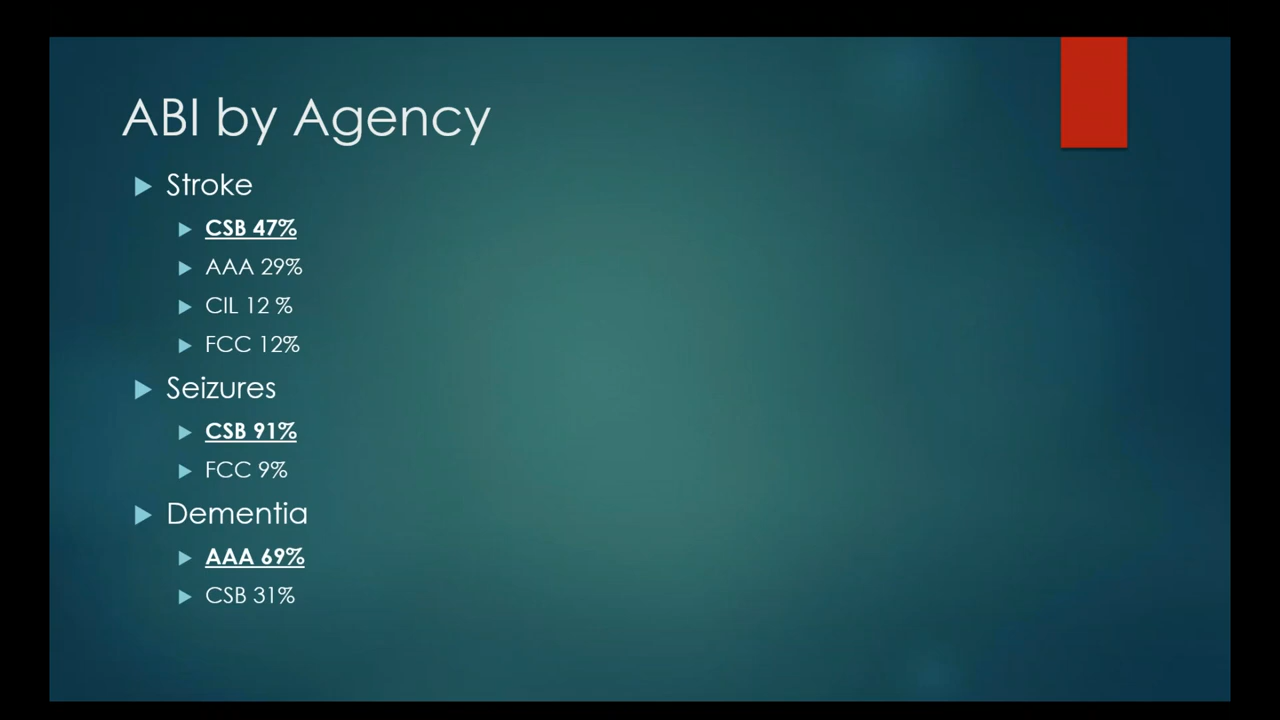 ABI by Agency
Stroke
CSB 47%
AAA 29%
CIL 12 %
FCC 12%
Seizures
CSB 91%
FCC 9%
Dementia
AAA 69%
CSB 31%